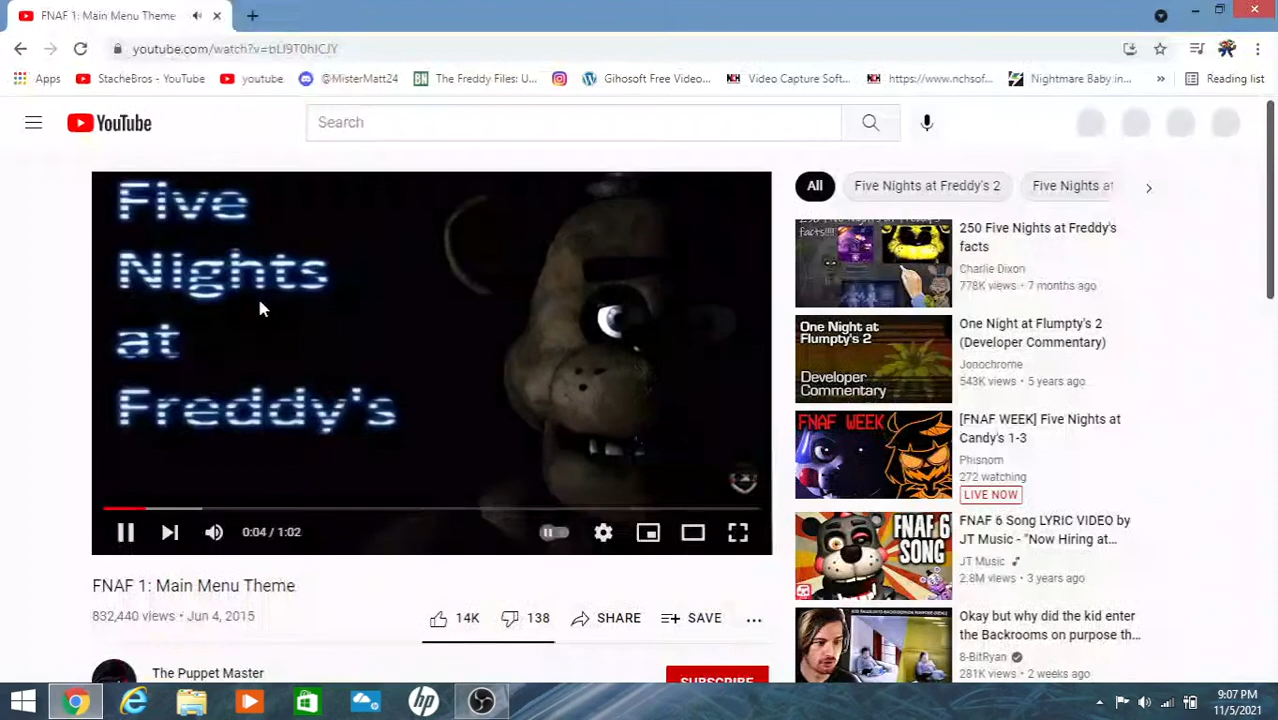 FNAF 1: Main Menu Theme
youtube.com/watch?v=bLl9T0hlCJY
Apps
StacheBros - YouTube
youtube
@MisterMatt24
The Freddy Files: U...
Gihosoft Free Video...
Video Capture Soft...
https://www.nchsof...
Nightmare Baby in...
»
Reading list
YouTube
Search
Five
Nights
at
Freddy's
0:04 / 1:02
FNAF 1: Main Menu Theme
832,440 views • Jun 4, 2015
14K
138
SHARE
SAVE
The Puppet Master
SUBSCRIBE
All
Five Nights at Freddy's 2
Five Nights at
facts!!!!
250 Five Nights at Freddy's
facts
Charlie Dixon
778K views • 7 months ago
One Night at
Flumpty's 2
Developer
Commentary
One Night at Flumpty's 2
(Developer Commentary)
Jonochrome
543K views • 5 years ago
FNAF WEEK
[FNAF WEEK] Five Nights at
Candy's 1-3
Phisnom
272 watching
LIVE NOW
FNAF 6
SONG
FNAF 6 Song LYRIC VIDEO by
JT Music - "Now Hiring at...
JT Music
2.8M views • 3 years ago
Okay but why did the kid enter
the Backrooms on purpose th...
8-BitRyan
281K views • 2 weeks ago
hp
9:07 PM
11/5/2021